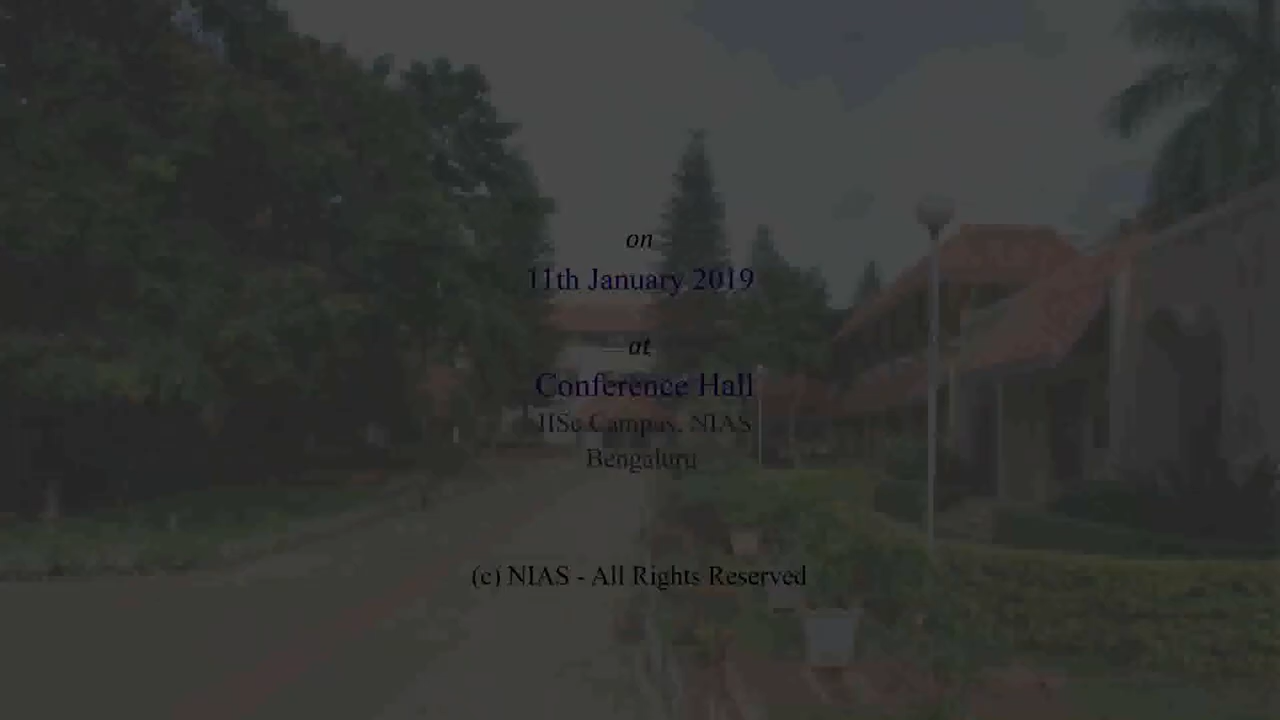 on
11th January 2019
at
Conference Hall
IISc Campus, NIAS
Bengaluru
(c) NIAS - All Rights Reserved